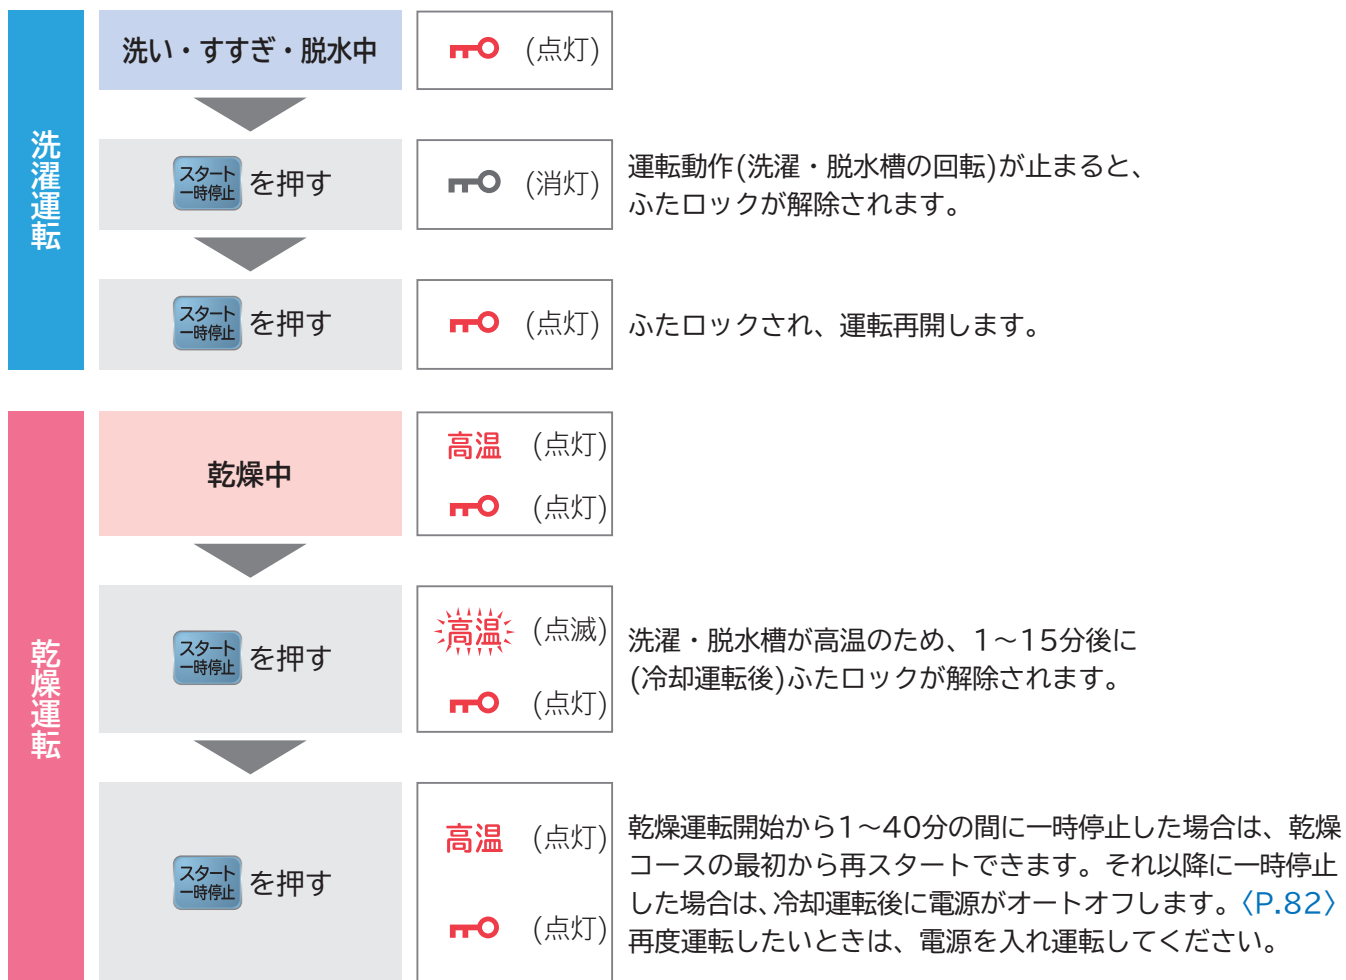 洗濯運転
洗い・すすぎ・脱水中
(点灯)
スタート
一時停止
を押す
(消灯)
運転動作(洗濯・脱水槽の回転)が止まると、
ふたロックが解除されます。
スタート
一時停止
を押す
(点灯)
ふたロックされ、運転再開します。
乾燥運転
乾燥中
高温 (点灯)
(点灯)
スタート
一時停止
を押す
高温 (点滅)
(点灯)
洗濯・脱水槽が高温のため、1~15分後に
(冷却運転後)ふたロックが解除されます。
スタート
一時停止
を押す
高温 (点灯)
(点灯)
乾燥運転開始から1~40分の間に一時停止した場合は、乾燥
コースの最初から再スタートできます。それ以降に一時停止
した場合は、冷却運転後に電源がオートオフします。〈P.82〉
再度運転したいときは、電源を入れ運転してください。